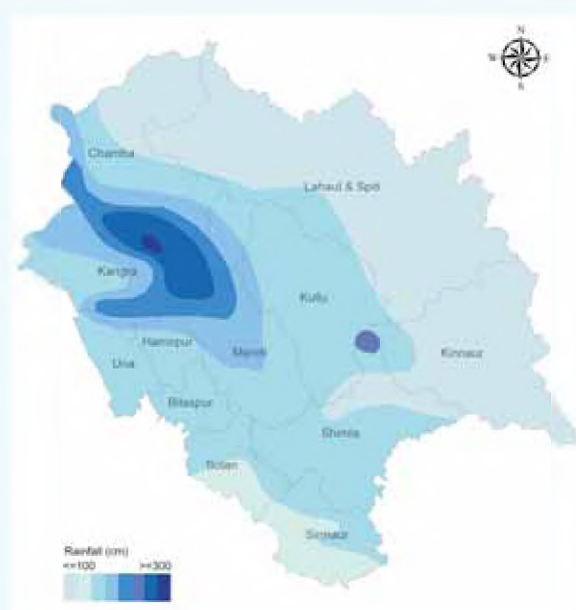 N
W E
S
Chamba
Lahaul & Spiti
Kangra
Kullu
Hamirpur
Mandi
Kinnaur
Una
Bilaspur
Shimla
Solan
Sirmaur
Rainfall (cm)
<=100 >=300